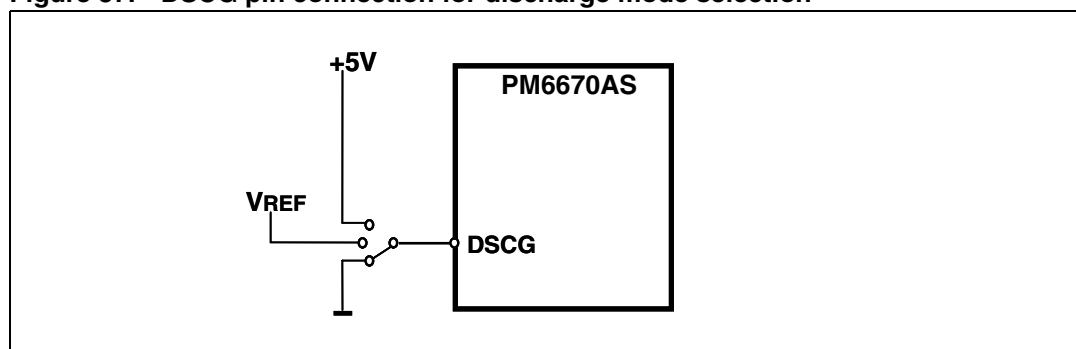 Figure 37. DSCG pin connection for discharge mode selection
+5V
PM6670AS
VREF
DSCG